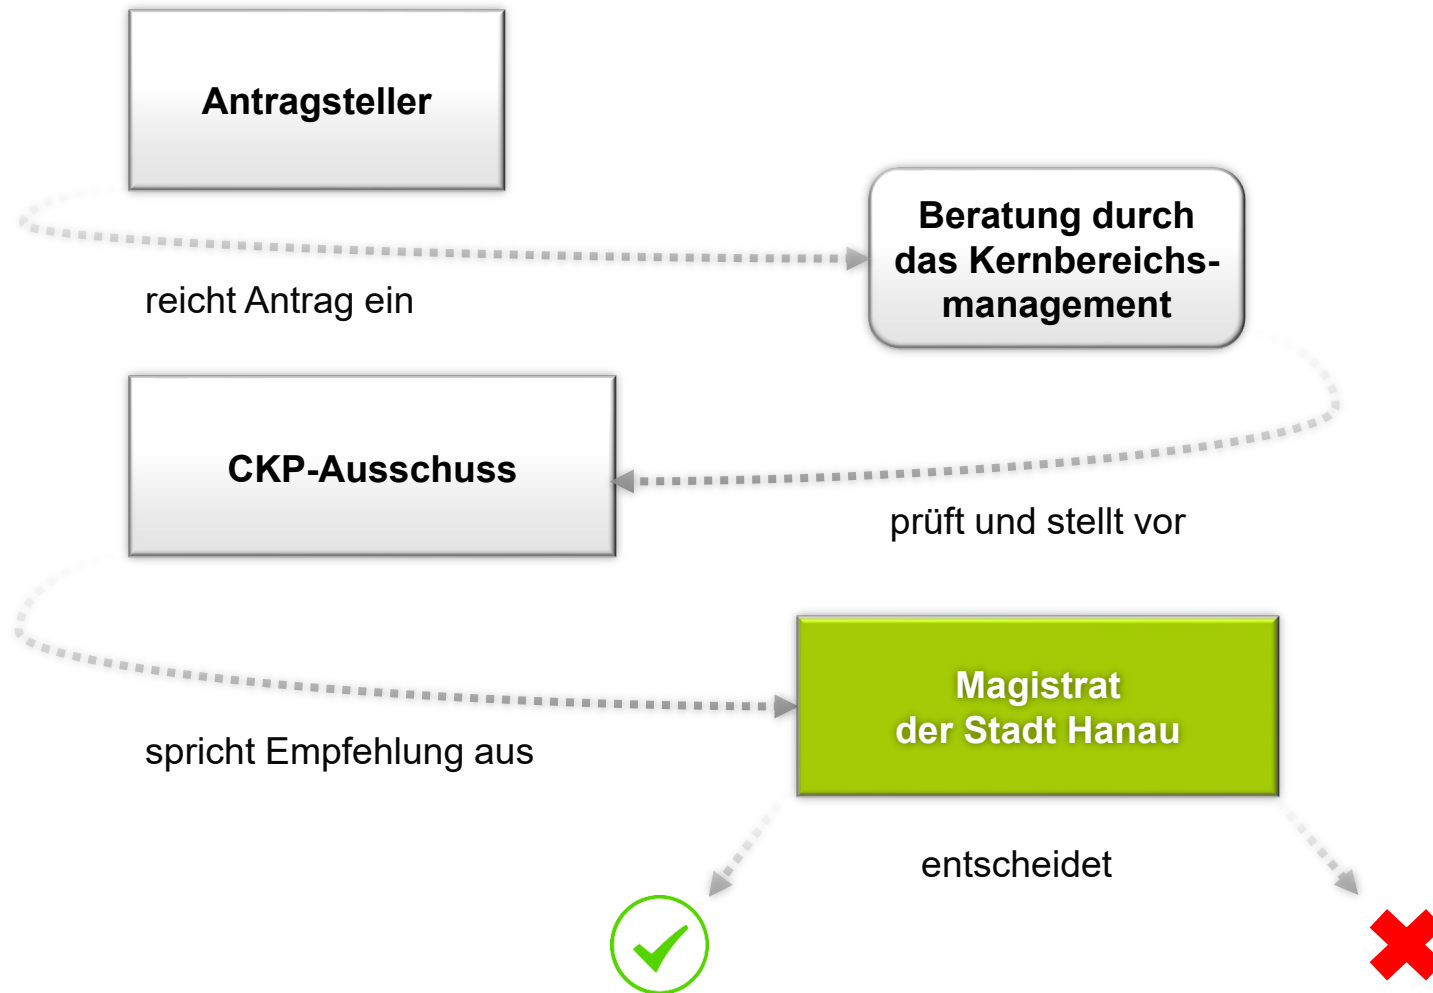 Antragsteller
Beratung durch
das Kernbereichs-
management
reicht Antrag ein
CKP-Ausschuss
prüft und stellt vor
Magistrat
der Stadt Hanau
spricht Empfehlung aus
entscheidet